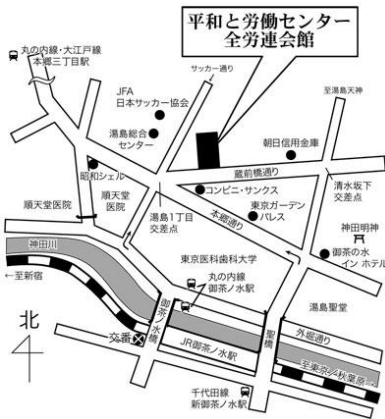 平和と労働センター
全労連会館
丸の内線・大江戸線
本郷三丁目駅
サッカー通り
至湯島天神
JFA
日本サッカー協会
湯島総合
センター
朝日信用金庫
蔵前橋通り
昭和シェル
コンビニ・サンクス
清水坂下
交差点
順天堂医院
順天堂
医院
湯島1丁目
交差点
本郷通り
東京ガーデン
パレス
神田明神
御茶の水
イン ホテル
神田川
東京医科歯科大学
←至新宿
丸の内線
御茶ノ水駅
湯島聖堂
北
御茶ノ水橋
聖橋
外堀通り
交番
JR御茶ノ水駅
至東京/秋葉原→
千代田線
新御茶ノ水駅